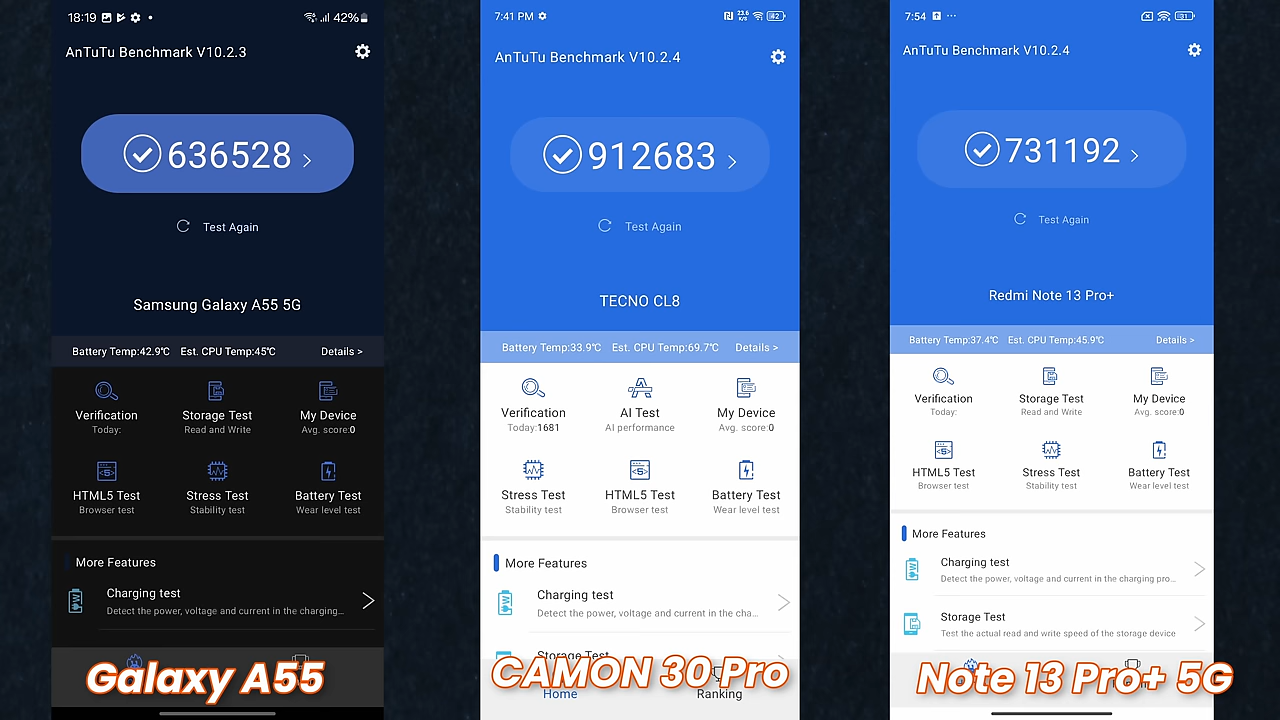 18:19
42%
AnTuTu Benchmark V10.2.3
636528
Test Again
Samsung Galaxy A55 5G
Battery Temp:42.9℃ Est. CPU Temp:45℃ Details >
Verification
Today:
Storage Test
Read and Write
My Device
Avg. score:0
HTML5 Test
Browser test
Stress Test
Stability test
Battery Test
Wear level test
More Features
Charging test
Detect the power, voltage and current in the charging...
Galaxy A55
7:41 PM
23.6
82
AnTuTu Benchmark V10.2.4
912683
Test Again
TECNO CL8
Battery Temp:33.9℃ Est. CPU Temp:69.7℃ Details >
Verification
Today:1681
AI Test
AI performance
My Device
Avg. score:0
Stress Test
Stability test
HTML5 Test
Browser test
Battery Test
Wear level test
More Features
Charging test
Detect the power, voltage and current in the cha...
Storage Test
CAMON 30 Pro
Home
Ranking
7:54
31
AnTuTu Benchmark V10.2.4
731192
Test Again
Redmi Note 13 Pro+
Battery Temp:37.4℃ Est. CPU Temp:45.9℃ Details >
Verification
Today:
Storage Test
Read and Write
My Device
Avg. score:0
HTML5 Test
Browser test
Stress Test
Stability test
Battery Test
Wear level test
More Features
Charging test
Detect the power, voltage and current in the charging pro...
Storage Test
Test the actual read and write speed of the storage device
Note 13 Pro+ 5G